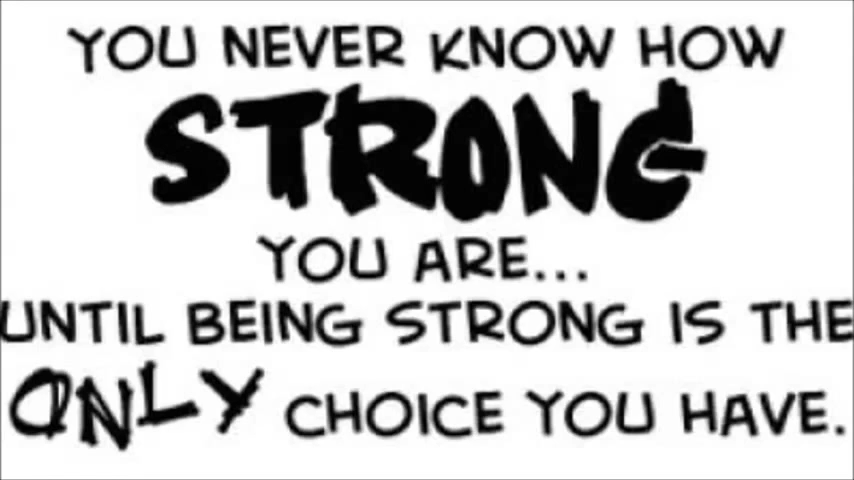 YOU NEVER KNOW HOW
STRONG
YOU ARE...
UNTIL BEING STRONG IS THE
ONLY CHOICE YOU HAVE.